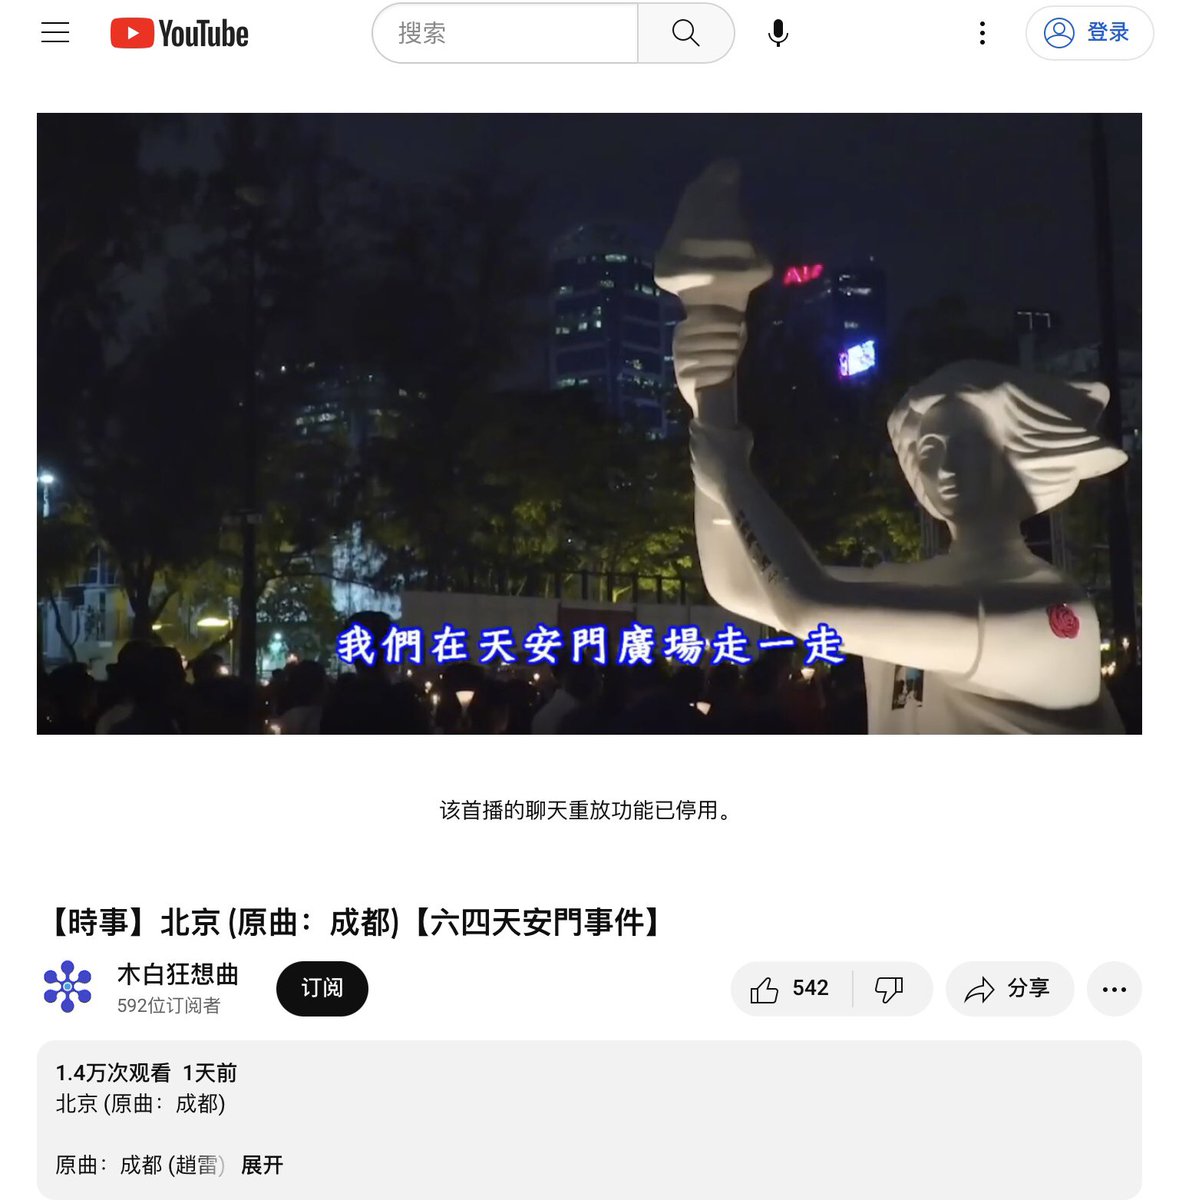 YouTube
搜索
登录
我們在天安門廣場走一走
该首播的聊天重放功能已停用。
【時事】北京 (原曲：成都)【六四天安門事件】
木白狂想曲
592位订阅者
订阅
542
分享
1.4万次观看 1天前
北京 (原曲：成都)
原曲：成都 (趙雷) 展开